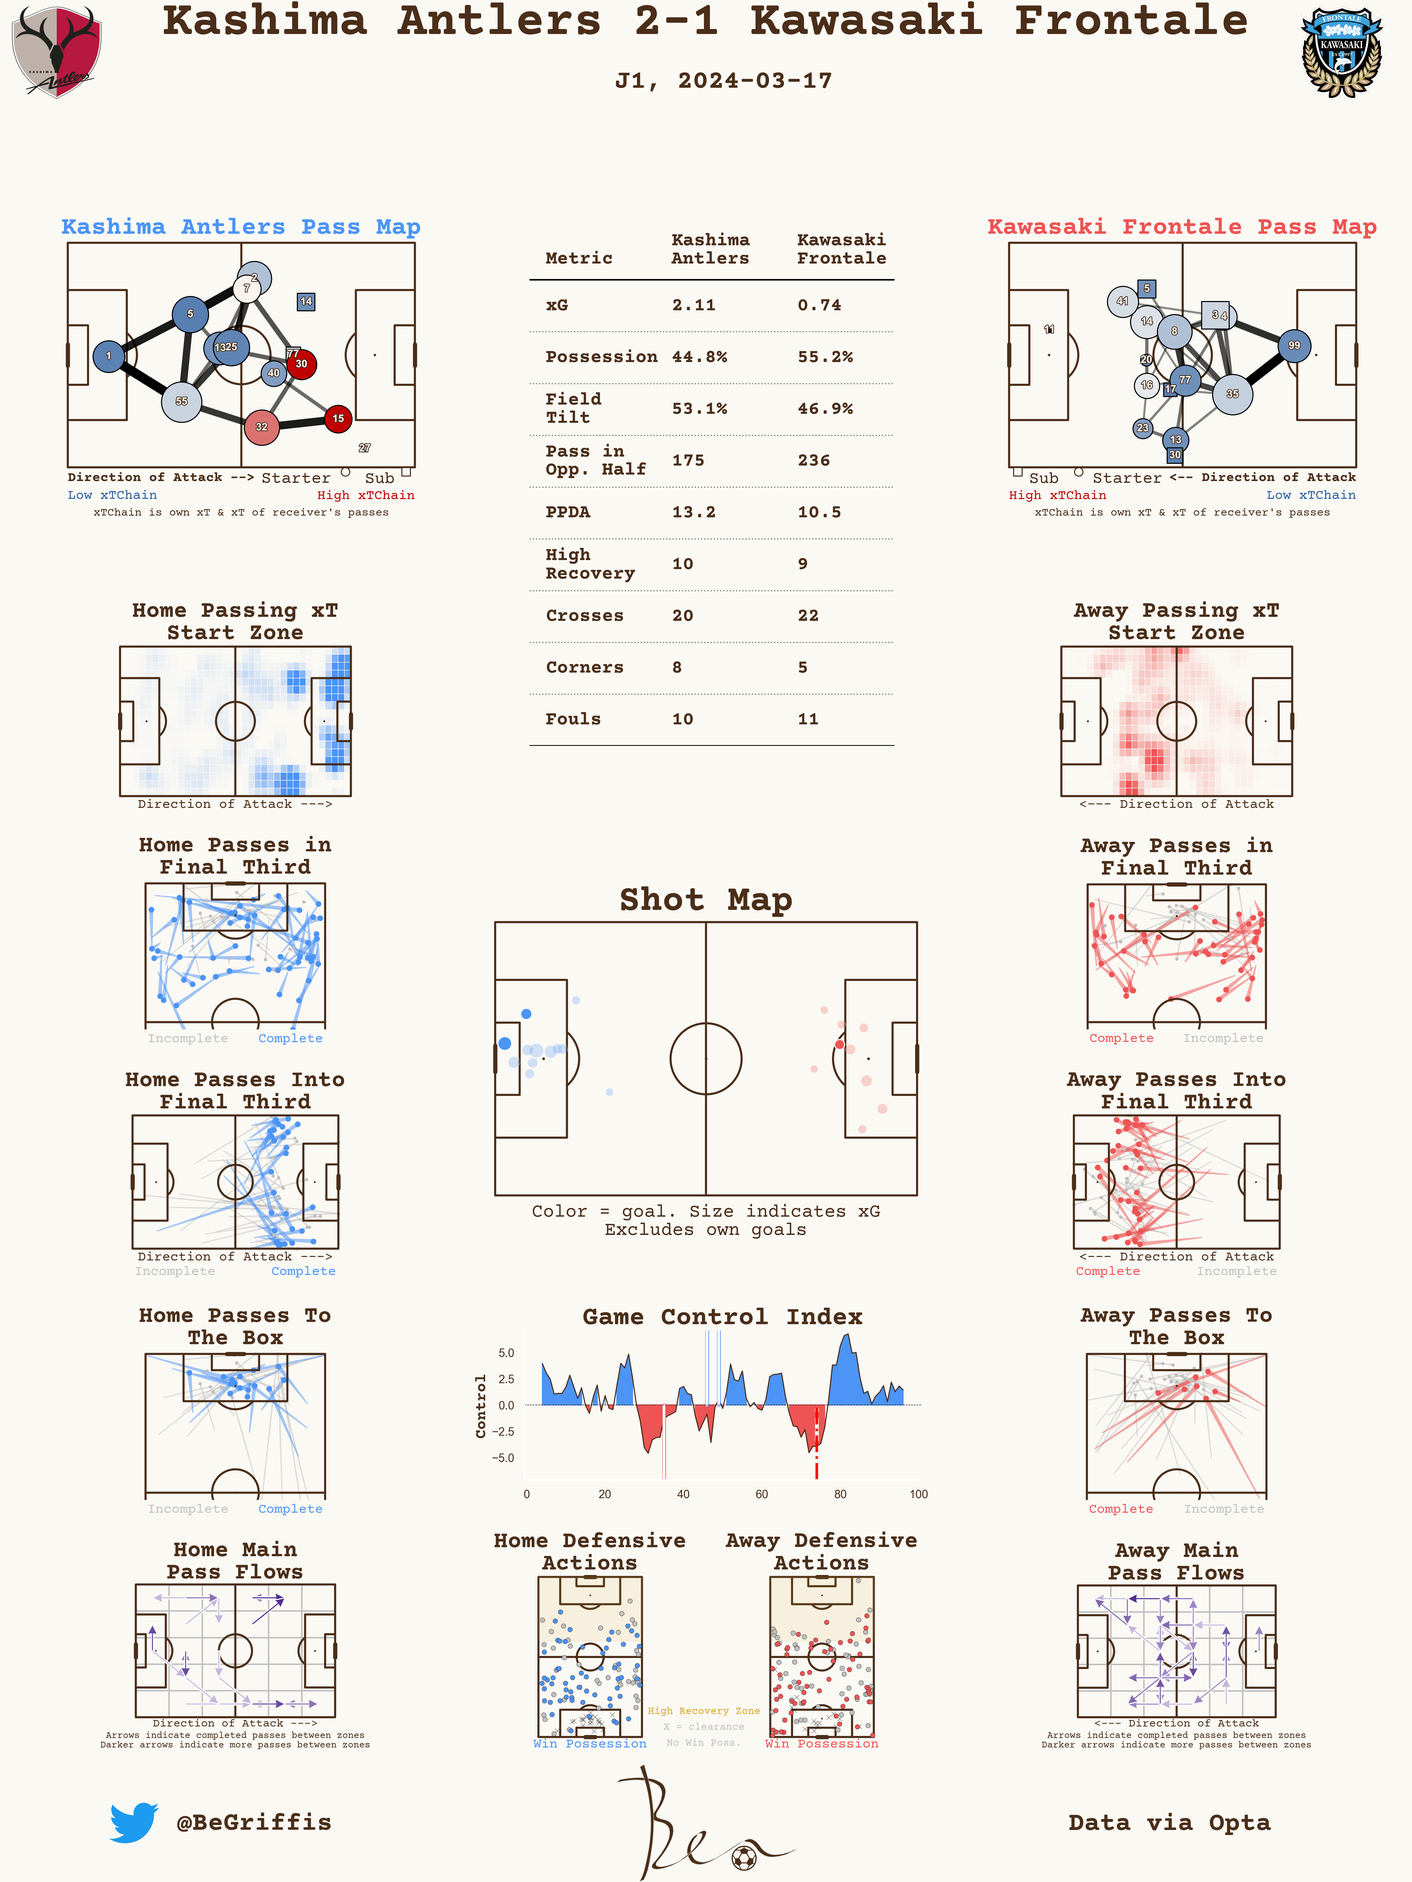 Kashima Antlers 2-1 Kawasaki Frontale
J1, 2024-03-17
KASHIMA
Antlers
FRONTALE
KAWASAKI
Kashima Antlers Pass Map
1
5
55
2
7
13
25
14
77
30
40
32
15
27
Direction of Attack --> Starter Sub
Low xTChain High xTChain
xTChain is own xT & xT of receiver's passes
Metric Kashima Antlers Kawasaki Frontale
xG 2.11 0.74
Possession 44.8% 55.2%
Field Tilt 53.1% 46.9%
Pass in Opp. Half 175 236
PPDA 13.2 10.5
High Recovery 10 9
Crosses 20 22
Corners 8 5
Fouls 10 11
Kawasaki Frontale Pass Map
11
41
5
14
8
3
4
99
20
16
17
77
35
23
13
30
Sub Starter <-- Direction of Attack
High xTChain Low xTChain
xTChain is own xT & xT of receiver's passes
Home Passing xT
Start Zone
Direction of Attack --->
Away Passing xT
Start Zone
<--- Direction of Attack
Home Passes in
Final Third
Incomplete Complete
Away Passes in
Final Third
Complete Incomplete
Shot Map
Color = goal. Size indicates xG
Excludes own goals
Home Passes Into
Final Third
Direction of Attack --->
Incomplete Complete
Away Passes Into
Final Third
<--- Direction of Attack
Complete Incomplete
Home Passes To
The Box
Incomplete Complete
Game Control Index
Control
5.0
2.5
0.0
−2.5
−5.0
0 20 40 60 80 100
Away Passes To
The Box
Complete Incomplete
Home Main
Pass Flows
Direction of Attack --->
Arrows indicate completed passes between zones
Darker arrows indicate more passes between zones
Home Defensive
Actions
Win Possession
High Recovery Zone
X = clearance
No Win Poss.
Away Defensive
Actions
Win Possession
Away Main
Pass Flows
<--- Direction of Attack
Arrows indicate completed passes between zones
Darker arrows indicate more passes between zones
@BeGriffis
Ben
Data via Opta